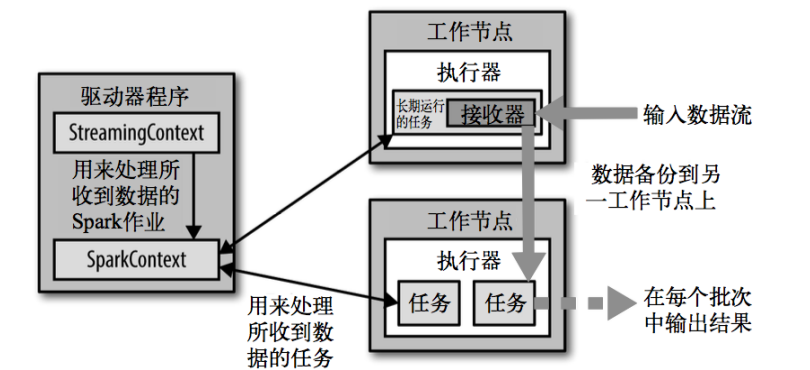 驱动器程序
StreamingContext
用来处理所
收到数据的
Spark作业
SparkContext
工作节点
执行器
长期运行
的任务
接收器
输入数据流
数据备份到另
一工作节点上
工作节点
执行器
任务
任务
用来处理
所收到数
据的任务
在每个批次
中输出结果